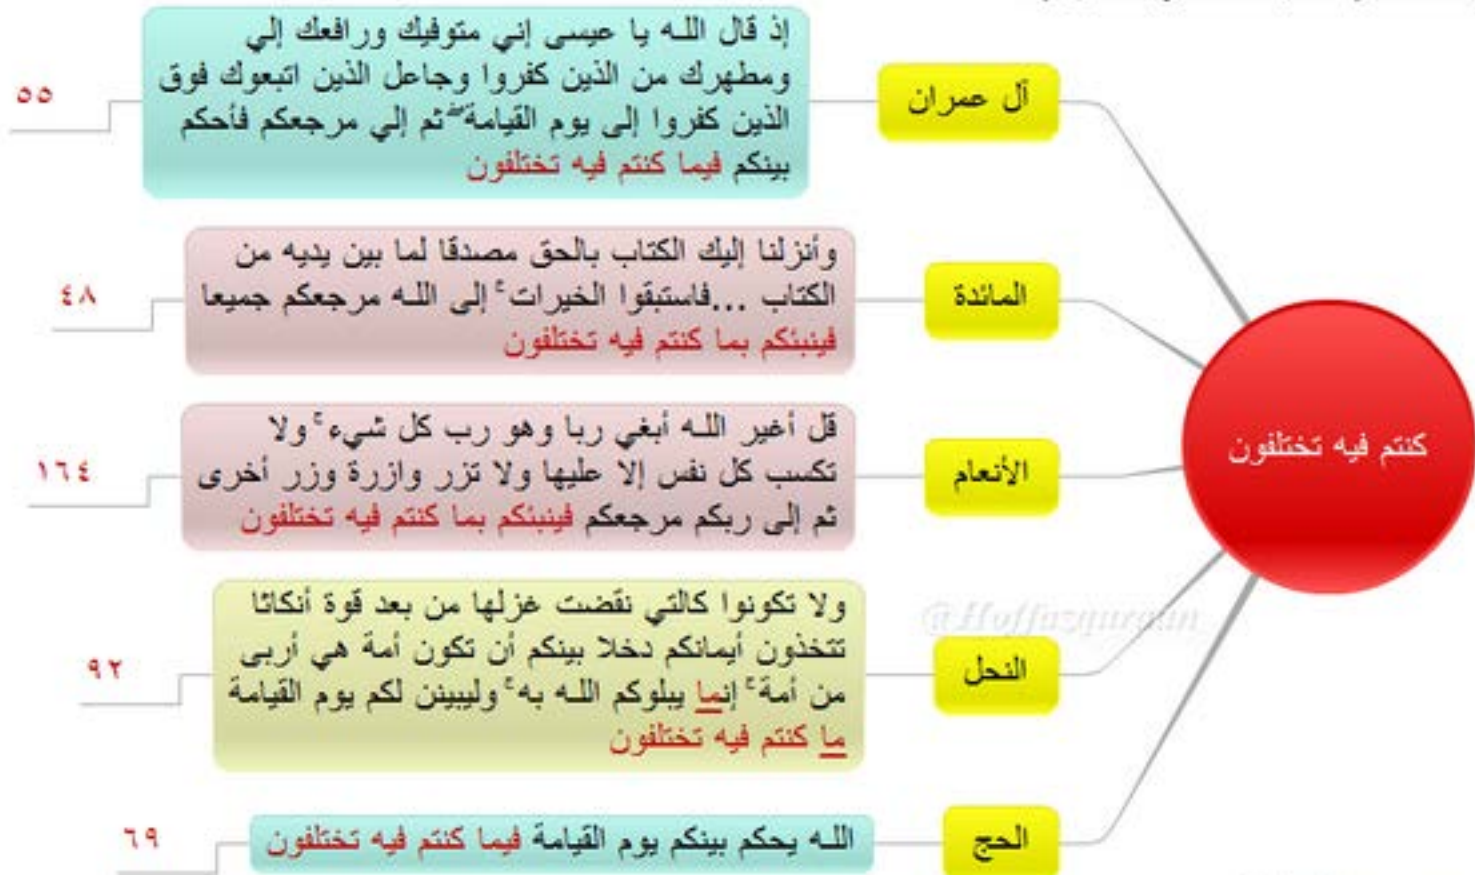 كنتم فيه تختلفون
آل عمران
إذ قال الله يا عيسى إني متوفيك ورافعك إلي
ومطهرك من الذين كفروا وجاعل الذين اتبعوك فوق
الذين كفروا إلى يوم القيامة ۖ ثم إلي مرجعكم فأحكم
بينكم فيما كنتم فيه تختلفون
٥٥
المائدة
وأنزلنا إليك الكتاب بالحق مصدقا لما بين يديه من
الكتاب ...فاستبقوا الخيرات ۚ إلى الله مرجعكم جميعا
فينبئكم بما كنتم فيه تختلفون
٤٨
الأنعام
قل أغير الله أبغي ربا وهو رب كل شيء ۚ ولا
تكسب كل نفس إلا عليها ولا تزر وازرة وزر أخرى
ثم إلى ربكم مرجعكم فينبئكم بما كنتم فيه تختلفون
١٦٤
النحل
ولا تكونوا كالتي نقضت غزلها من بعد قوة أنكاثا
تتخذون أيمانكم دخلا بينكم أن تكون أمة هي أربى
من أمة ۚ إنما يبلوكم الله به ۚ وليبينن لكم يوم القيامة
ما كنتم فيه تختلفون
٩٢
الحج
الله يحكم بينكم يوم القيامة فيما كنتم فيه تختلفون
٦٩
@Hoffazquraan